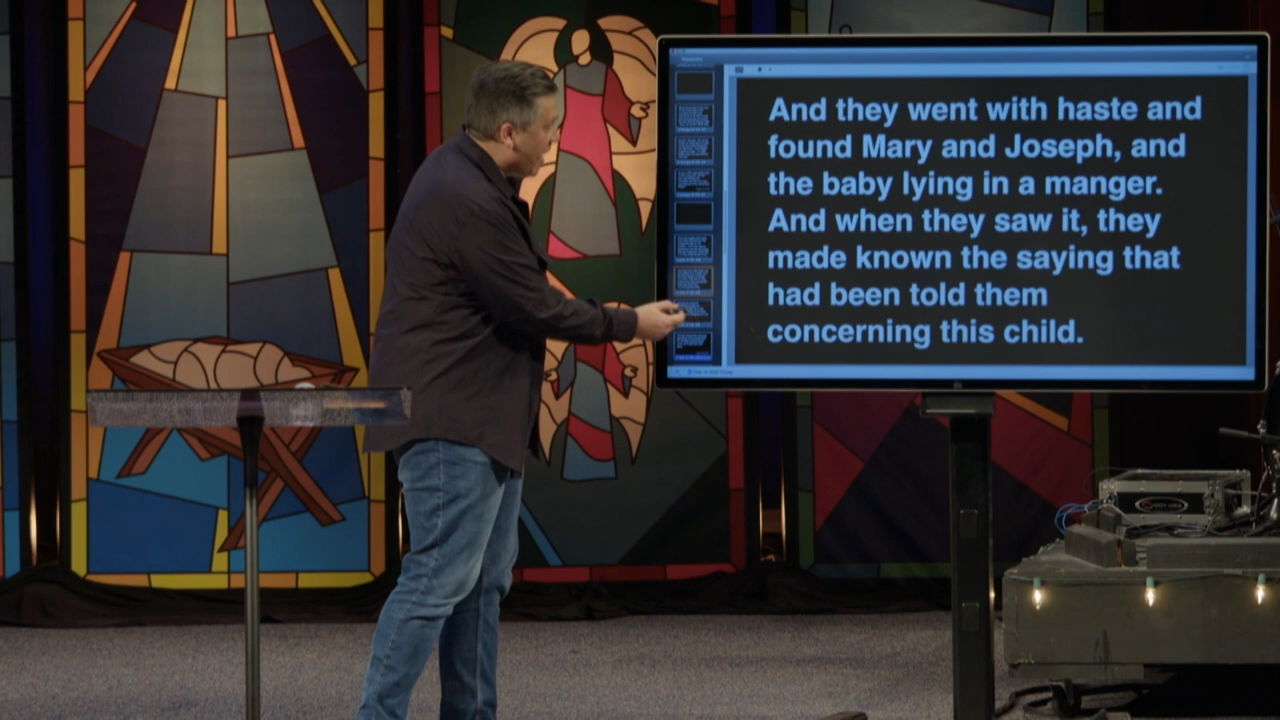 And they went with haste and
found Mary and Joseph, and
the baby lying in a manger.
And when they saw it, they
made known the saying that
had been told them
concerning this child.